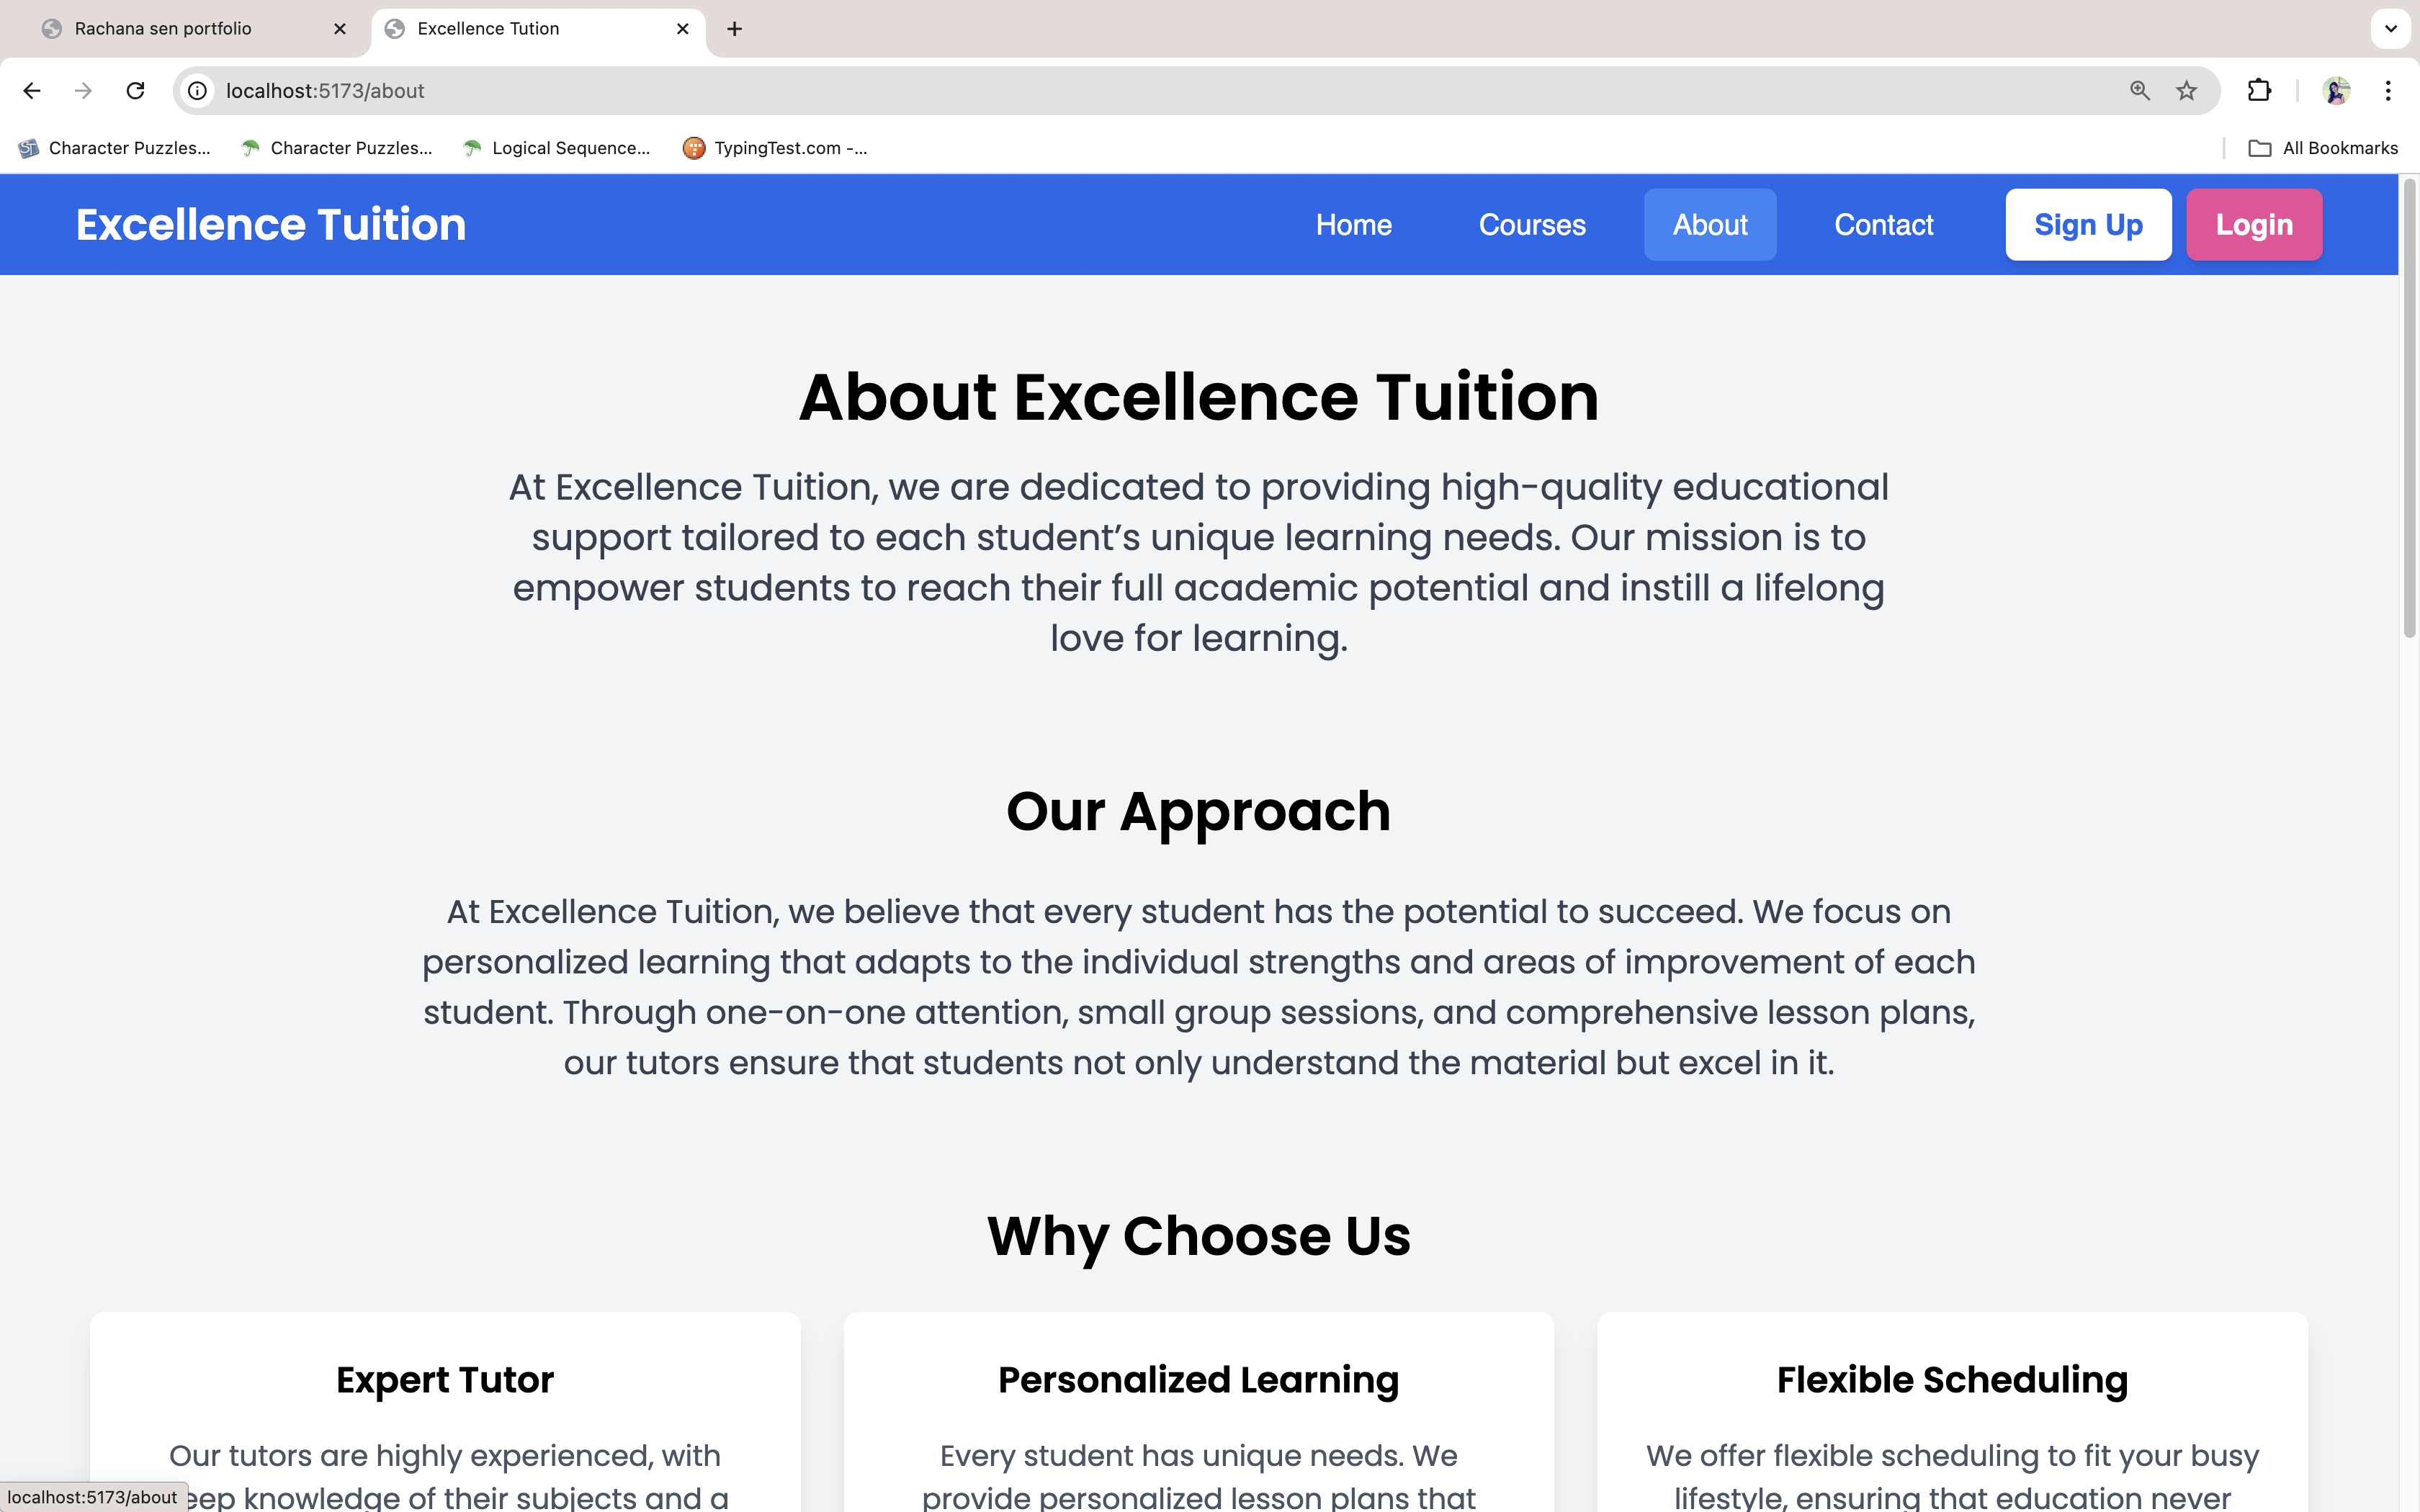 Rachana sen portfolio
Excellence Tution
localhost:5173/about
Character Puzzles...
Character Puzzles...
Logical Sequence...
TypingTest.com -...
All Bookmarks
Excellence Tuition
Home
Courses
About
Contact
Sign Up
Login
About Excellence Tuition
At Excellence Tuition, we are dedicated to providing high-quality educational
support tailored to each student’s unique learning needs. Our mission is to
empower students to reach their full academic potential and instill a lifelong
love for learning.
Our Approach
At Excellence Tuition, we believe that every student has the potential to succeed. We focus on
personalized learning that adapts to the individual strengths and areas of improvement of each
student. Through one-on-one attention, small group sessions, and comprehensive lesson plans,
our tutors ensure that students not only understand the material but excel in it.
Why Choose Us
Expert Tutor
Our tutors are highly experienced, with
eep knowledge of their subjects and a
Personalized Learning
Every student has unique needs. We
provide personalized lesson plans that
Flexible Scheduling
We offer flexible scheduling to fit your busy
lifestyle, ensuring that education never
localhost:5173/about